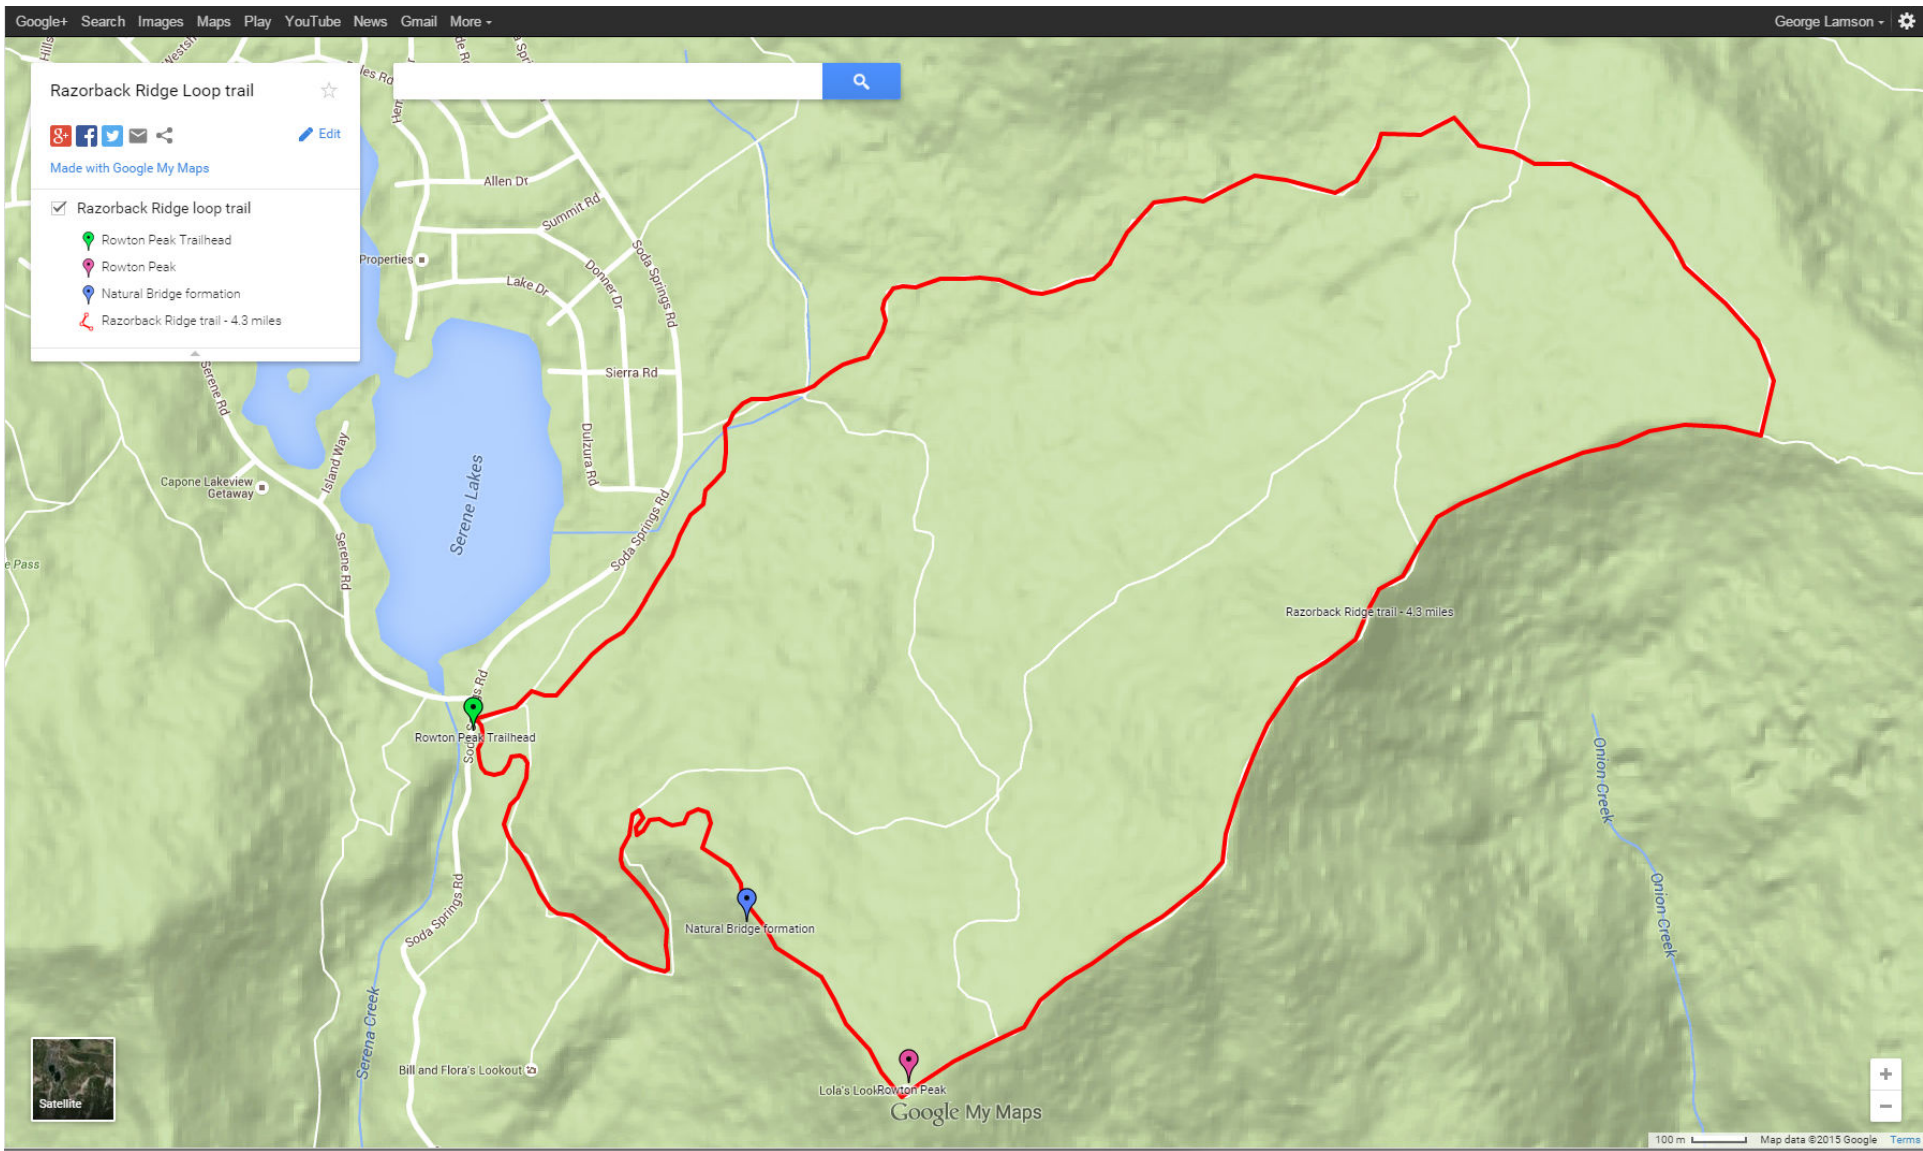 Google+ Search Images Maps Play YouTube News Gmail More
George Lamson
Razorback Ridge Loop trail
Edit
Made with Google My Maps
Razorback Ridge loop trail
Rowton Peak Trailhead
Rowton Peak
Natural Bridge formation
Razorback Ridge trail - 4.3 miles
Allen Dr
Summit Rd
Soda Springs Rd
Properties
Donner Dr
Lake Dr
Sierra Rd
Serene Rd
Dulzura Rd
Island Way
Capone Lakeview
Getaway
Serene Lakes
Soda Springs Rd
Serene Rd
e Pass
Razorback Ridge trail - 4.3 miles
Rowton Peak Trailhead
Onion Creek
Onion Creek
Soda Springs Rd
Natural Bridge formation
Serena Creek
Bill and Flora's Lookout
Lola's Look
Rowton Peak
Google My Maps
Satellite
+
−
100 m
Map data ©2015 Google
Terms